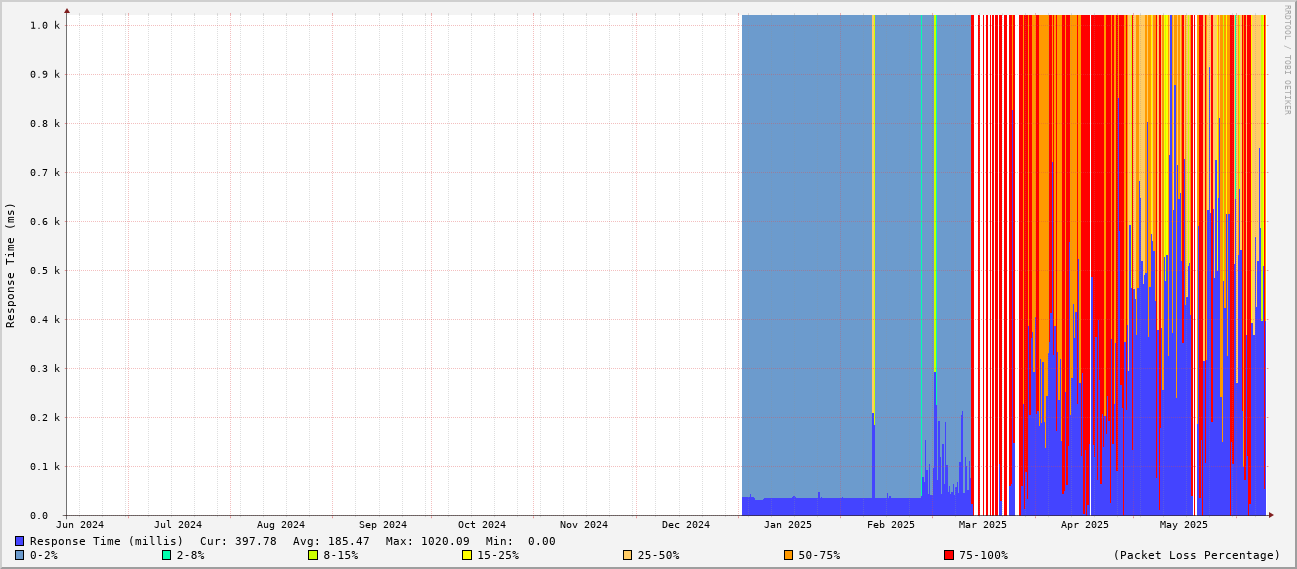 RRDTOOL / TOBI OETIKER
Response Time (ms)
1.0 k
0.9 k
0.8 k
0.7 k
0.6 k
0.5 k
0.4 k
0.3 k
0.2 k
0.1 k
0.0
Jun 2024 Jul 2024 Aug 2024 Sep 2024 Oct 2024 Nov 2024 Dec 2024 Jan 2025 Feb 2025 Mar 2025 Apr 2025 May 2025
Response Time (millis) Cur: 397.78 Avg: 185.47 Max: 1020.09 Min: 0.00
0-2% 2-8% 8-15% 15-25% 25-50% 50-75% 75-100% (Packet Loss Percentage)